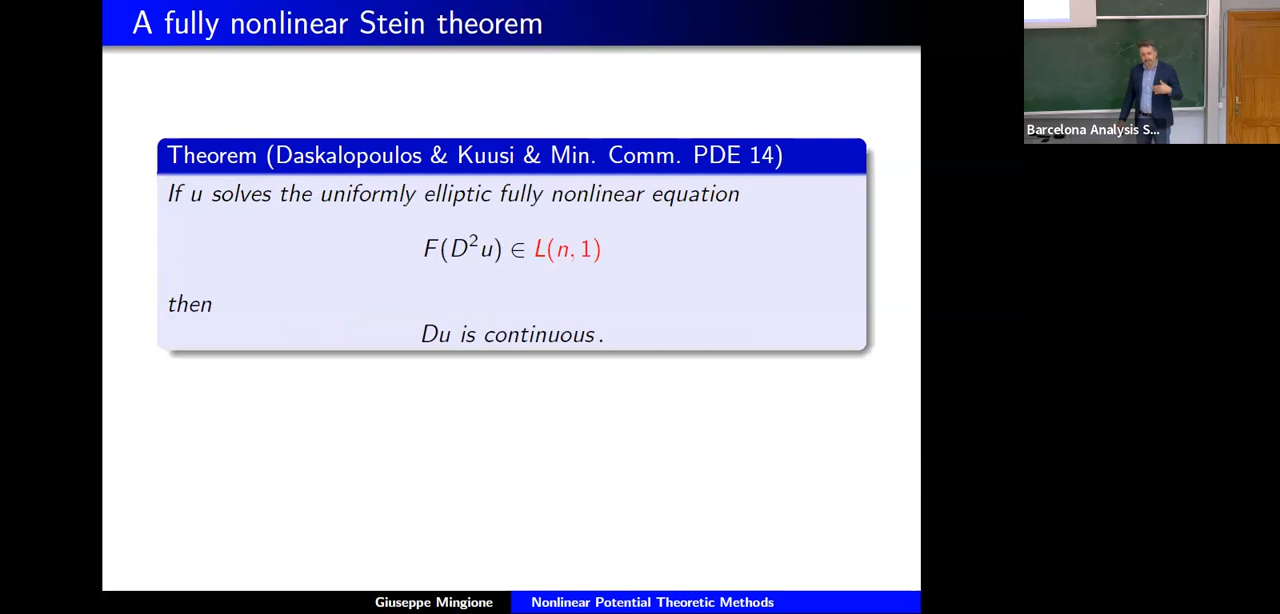 A fully nonlinear Stein theorem
Theorem (Daskalopoulos & Kuusi & Min. Comm. PDE 14)
If u solves the uniformly elliptic fully nonlinear equation
F(D²u) ∈ L(n, 1)
then
Du is continuous.
Giuseppe Mingione
Nonlinear Potential Theoretic Methods
Barcelona Analysis S...